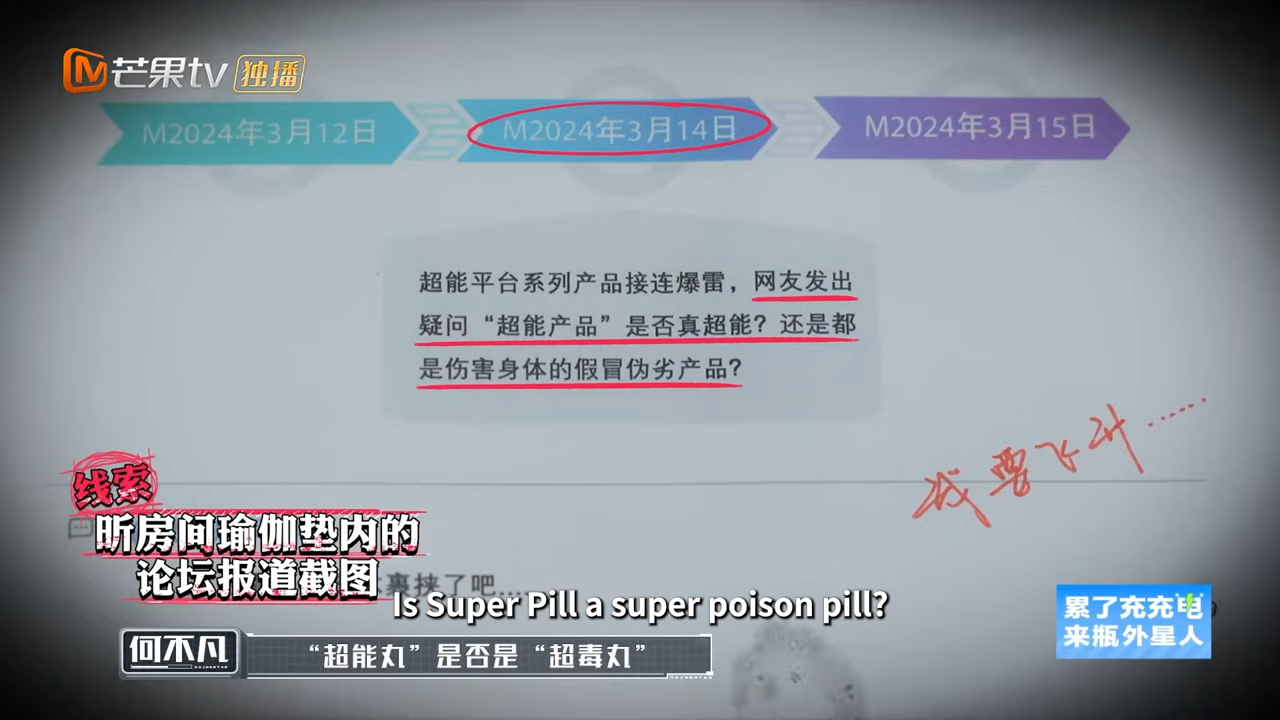 芒果tv 独播
M2024年3月12日
M2024年3月14日
M2024年3月15日
超能平台系列产品接连爆雷，网友发出
疑问“超能产品”是否真超能？还是都
是伤害身体的假冒伪劣产品？
我要飞升……
线索
昕房间瑜伽垫内的
论坛报道截图
裹挟了吧....
Is Super Pill a super poison pill?
何不凡
“超能丸”是否是“超毒丸”
累了充充电
来瓶外星人